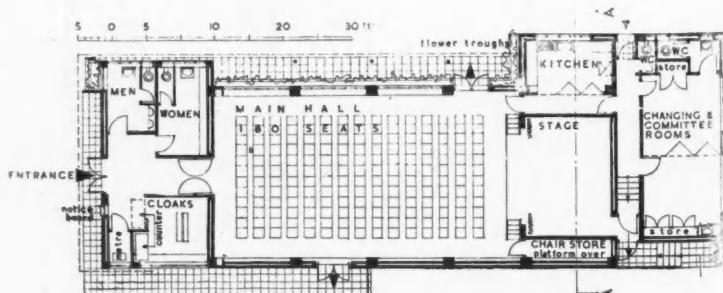 5 0 5 10 20 30 ft
A
flower troughs
MEN
WOMEN
KITCHEN
WC
WC
store
MAIN HALL
180 SEATS
STAGE
CHANGING &
COMMITTEE
ROOMS
ENTRANCE
notice
board
CLOAKS
counter
store
CHAIR STORE
platform over
A